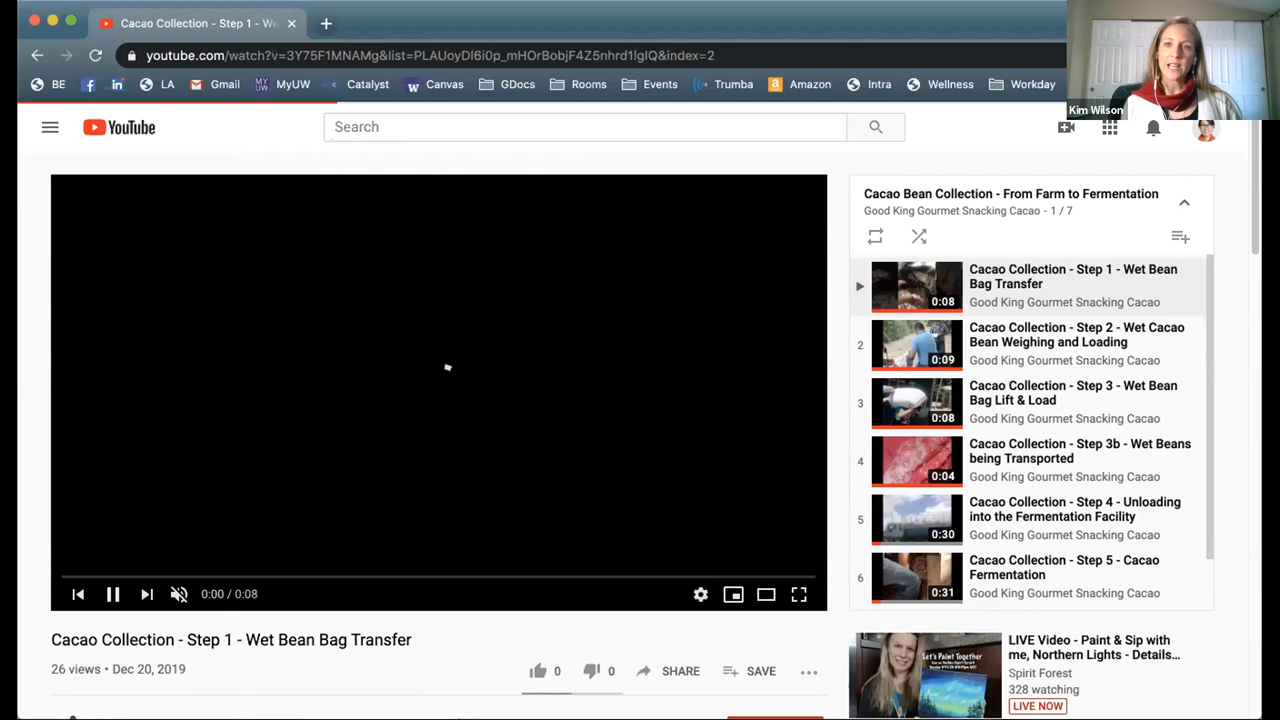 Cacao Collection - Step 1 - We
youtube.com/watch?v=3Y75F1MNAMg&list=PLAUoyBh6l0p_mHOrBobjF4Z5nhrd1lgIQ&index=2
BE LA Gmail MyUW Catalyst Canvas GDocs Rooms Events Trumba Amazon Intra Wellness Workday
Kim Wilson
YouTube
Search
Cacao Bean Collection - From Farm to Fermentation
Good King Gourmet Snacking Cacao - 1 / 7
Cacao Collection - Step 1 - Wet Bean
Bag Transfer
Good King Gourmet Snacking Cacao
0:08
2
Cacao Collection - Step 2 - Wet Cacao
Bean Weighing and Loading
Good King Gourmet Snacking Cacao
0:09
3
Cacao Collection - Step 3 - Wet Bean
Bag Lift & Load
Good King Gourmet Snacking Cacao
0:08
4
Cacao Collection - Step 3b - Wet Beans
being Transported
Good King Gourmet Snacking Cacao
0:04
5
Cacao Collection - Step 4 - Unloading
into the Fermentation Facility
Good King Gourmet Snacking Cacao
0:30
6
Cacao Collection - Step 5 - Cacao
Fermentation
Good King Gourmet Snacking Cacao
0:31
0:00 / 0:08
Cacao Collection - Step 1 - Wet Bean Bag Transfer
26 views • Dec 20, 2019
0 0 SHARE SAVE
Let's Paint Together
LIVE Video - Paint & Sip with
me, Northern Lights - Details...
Spirit Forest
328 watching
LIVE NOW